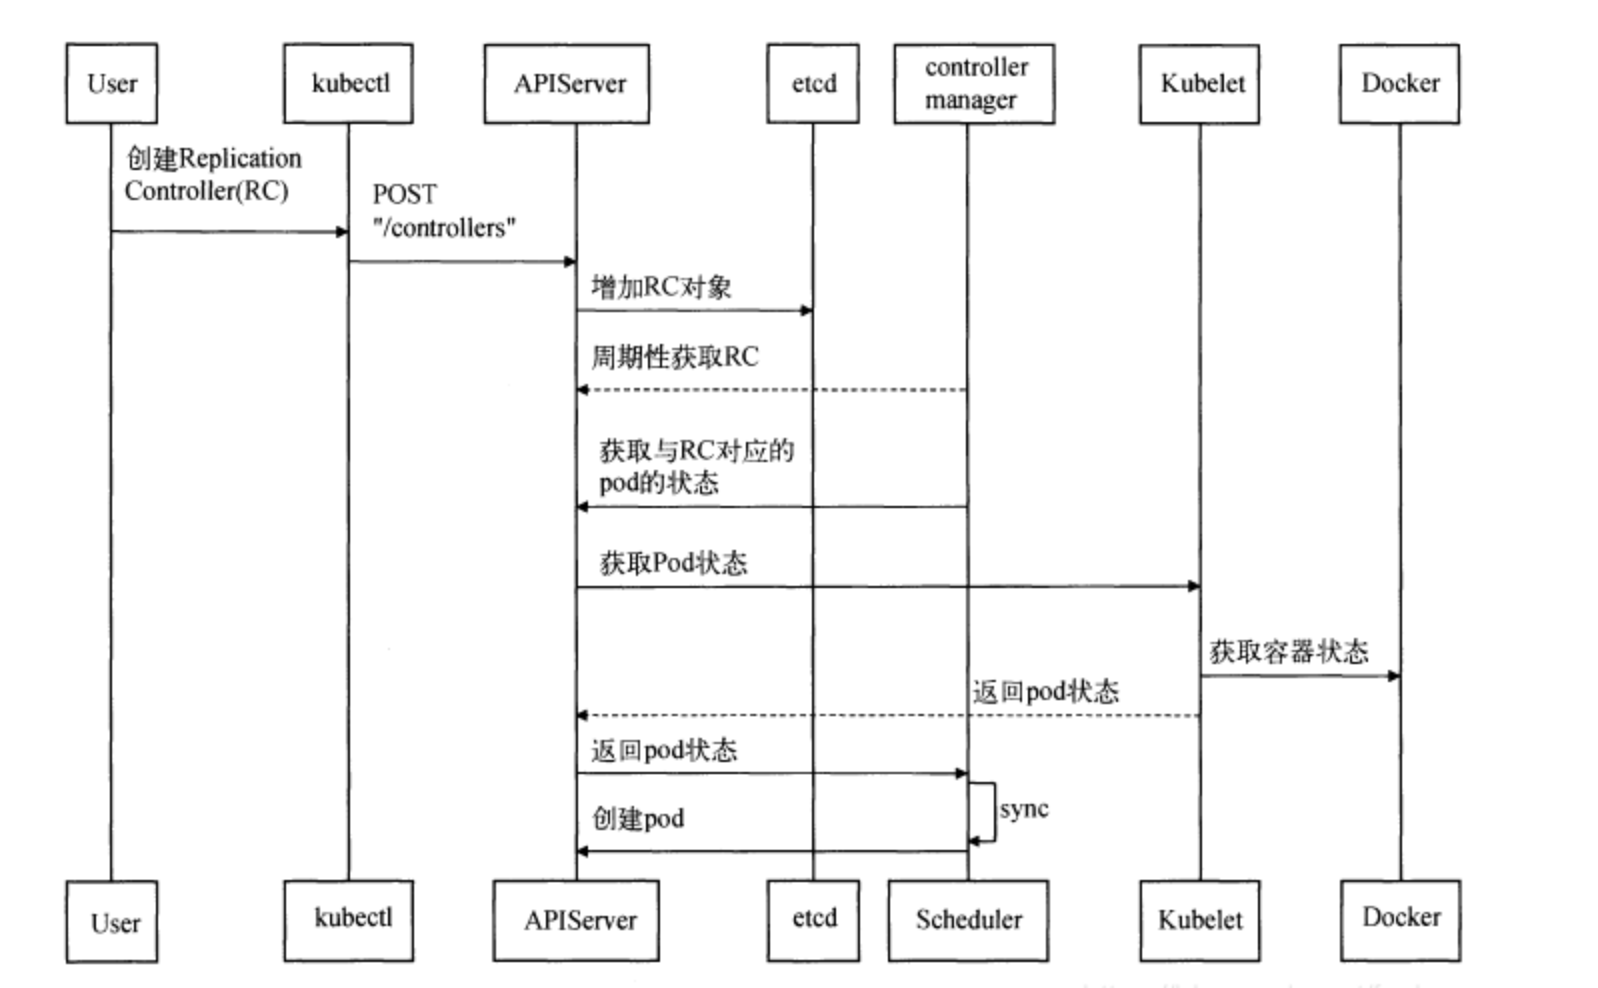 User
kubectl
APIServer
etcd
controller
manager
Kubelet
Docker
创建Replication
Controller(RC)
POST
"/controllers"
增加RC对象
周期性获取RC
获取与RC对应的
pod的状态
获取Pod状态
获取容器状态
返回pod状态
返回pod状态
sync
创建pod
User
kubectl
APIServer
etcd
Scheduler
Kubelet
Docker